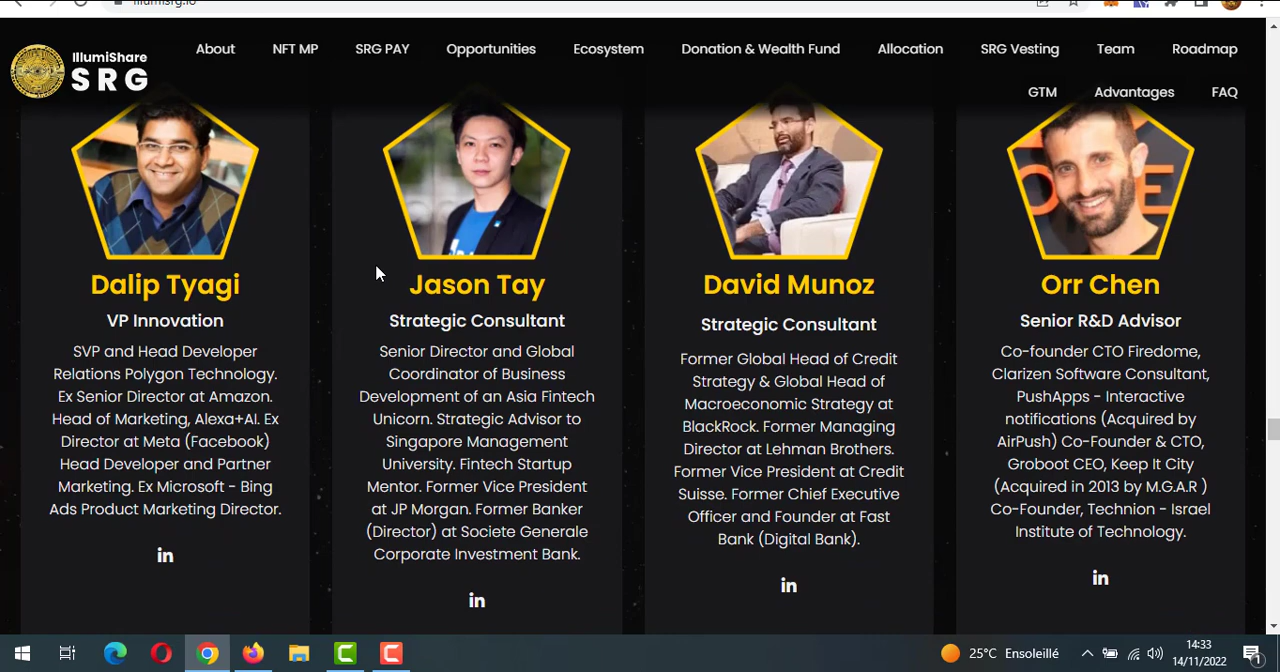 illumisrg.io
IllumiShare
SRG
About
NFT MP
SRG PAY
Opportunities
Ecosystem
Donation & Wealth Fund
Allocation
SRG Vesting
Team
Roadmap
GTM
Advantages
FAQ
Dalip Tyagi
VP Innovation
SVP and Head Developer
Relations Polygon Technology.
Ex Senior Director at Amazon.
Head of Marketing, Alexa+AI. Ex
Director at Meta (Facebook)
Head Developer and Partner
Marketing. Ex Microsoft - Bing
Ads Product Marketing Director.
in
Jason Tay
Strategic Consultant
Senior Director and Global
Coordinator of Business
Development of an Asia Fintech
Unicorn. Strategic Advisor to
Singapore Management
University. Fintech Startup
Mentor. Former Vice President
at JP Morgan. Former Banker
(Director) at Societe Generale
Corporate Investment Bank.
in
David Munoz
Strategic Consultant
Former Global Head of Credit
Strategy & Global Head of
Macroeconomic Strategy at
BlackRock. Former Managing
Director at Lehman Brothers.
Former Vice President at Credit
Suisse. Former Chief Executive
Officer and Founder at Fast
Bank (Digital Bank).
in
Orr Chen
Senior R&D Advisor
Co-founder CTO Firedome,
Clarizen Software Consultant,
PushApps - Interactive
notifications (Acquired by
AirPush) Co-Founder & CTO,
Groboot CEO, Keep It City
(Acquired in 2013 by M.G.A.R )
Co-Founder, Technion - Israel
Institute of Technology.
in
25°C Ensoleillé
14:33
14/11/2022
1